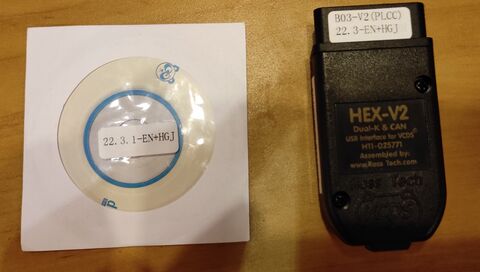 22.3.1-EN+HGJ
B03-V2(PLCC)
22.3-EN+HGJ
HEX-V2
Dual-K & CAN
USB Interface for VCDS®
H11-025771
Assembled by:
www.Ross Tech.com